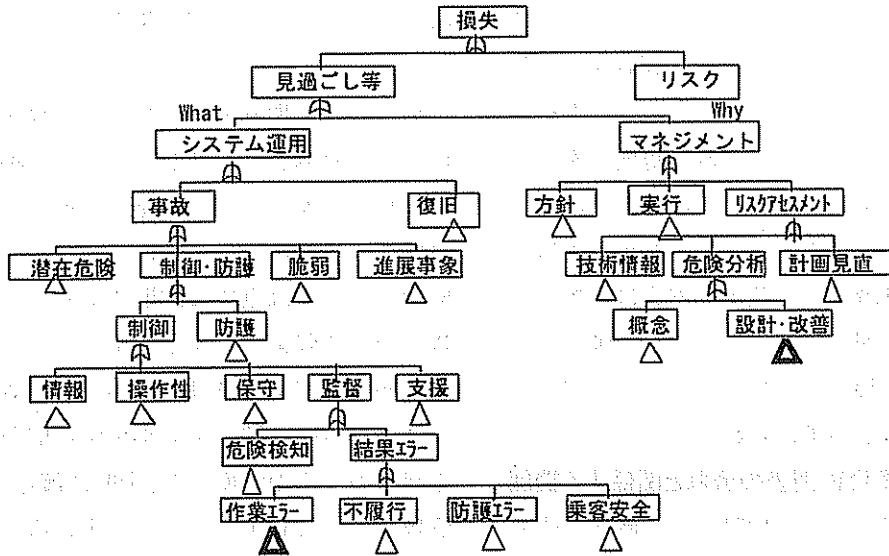 損失
見過ごし等
リスク
What
Why
システム運用
マネジメント
事故
復旧
方針
実行
リスクアセスメント
潜在危険
制御・防護
脆弱
進展事象
技術情報
危険分析
計画見直
制御
防護
概念
設計・改善
情報
操作性
保守
監督
支援
危険検知
結果エラー
作業エラー
不履行
防護エラー
乗客安全